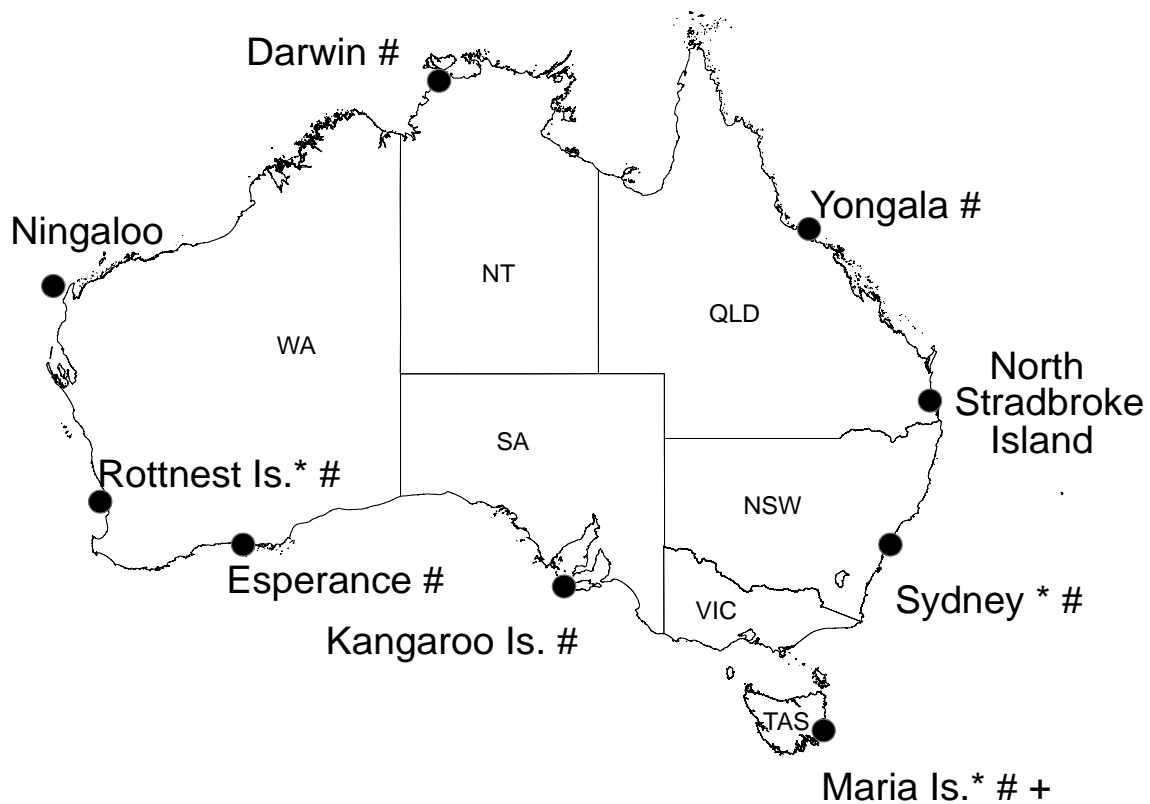 Darwin #
Yongala #
Ningaloo
NT
QLD
WA
North
Stradbroke
Island
SA
Rottnest Is.* #
NSW
Esperance #
Sydney * #
VIC
Kangaroo Is. #
TAS
Maria Is.* # +